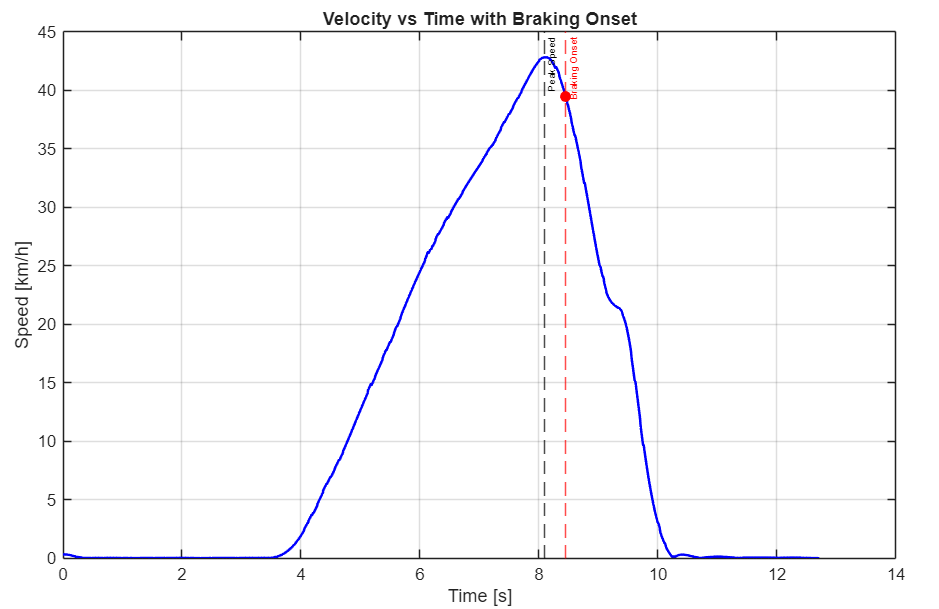 Velocity vs Time with Braking Onset
45
40
35
30
25
20
15
10
5
0
Speed [km/h]
Peak Speed
Braking Onset
0 2 4 6 8 10 12 14
Time [s]